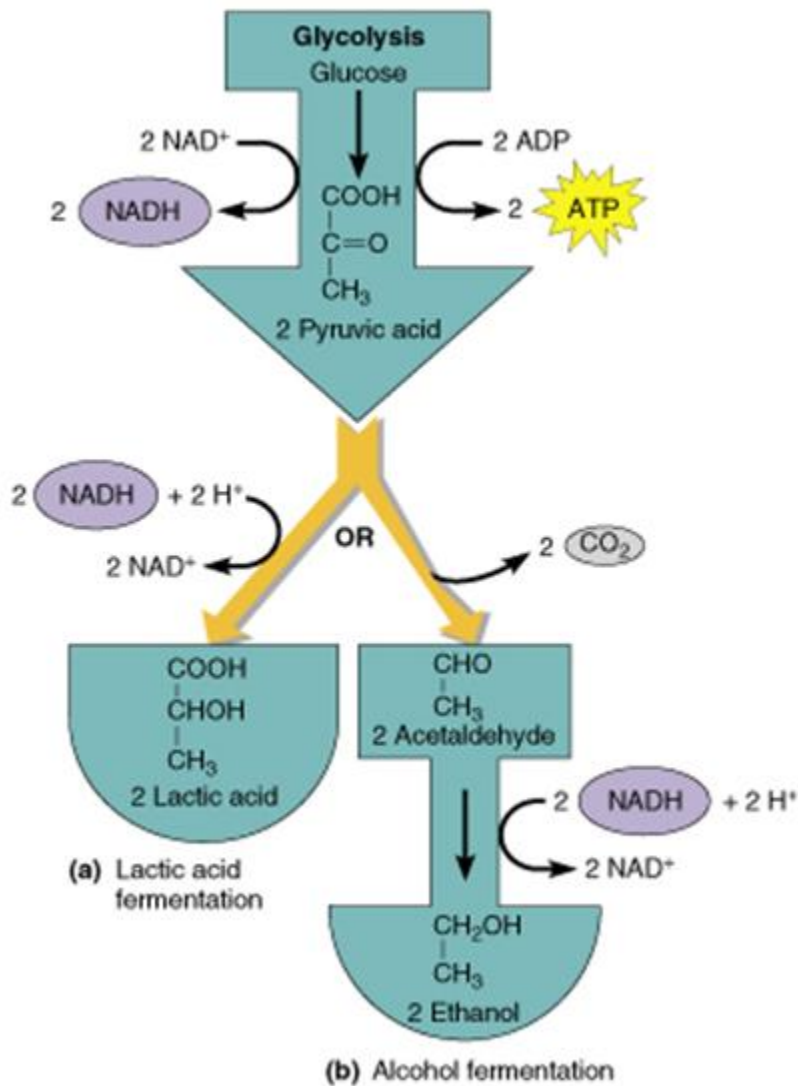 Glycolysis
Glucose
2 NAD⁺
2 ADP
2 NADH
2 ATP
COOH
C=O
CH₃
2 Pyruvic acid
2 NADH + 2 H⁺
2 NAD⁺
OR
2 CO₂
COOH
CHOH
CH₃
2 Lactic acid
(a) Lactic acid
fermentation
CHO
CH₃
2 Acetaldehyde
2 NADH + 2 H⁺
2 NAD⁺
CH₂OH
CH₃
2 Ethanol
(b) Alcohol fermentation